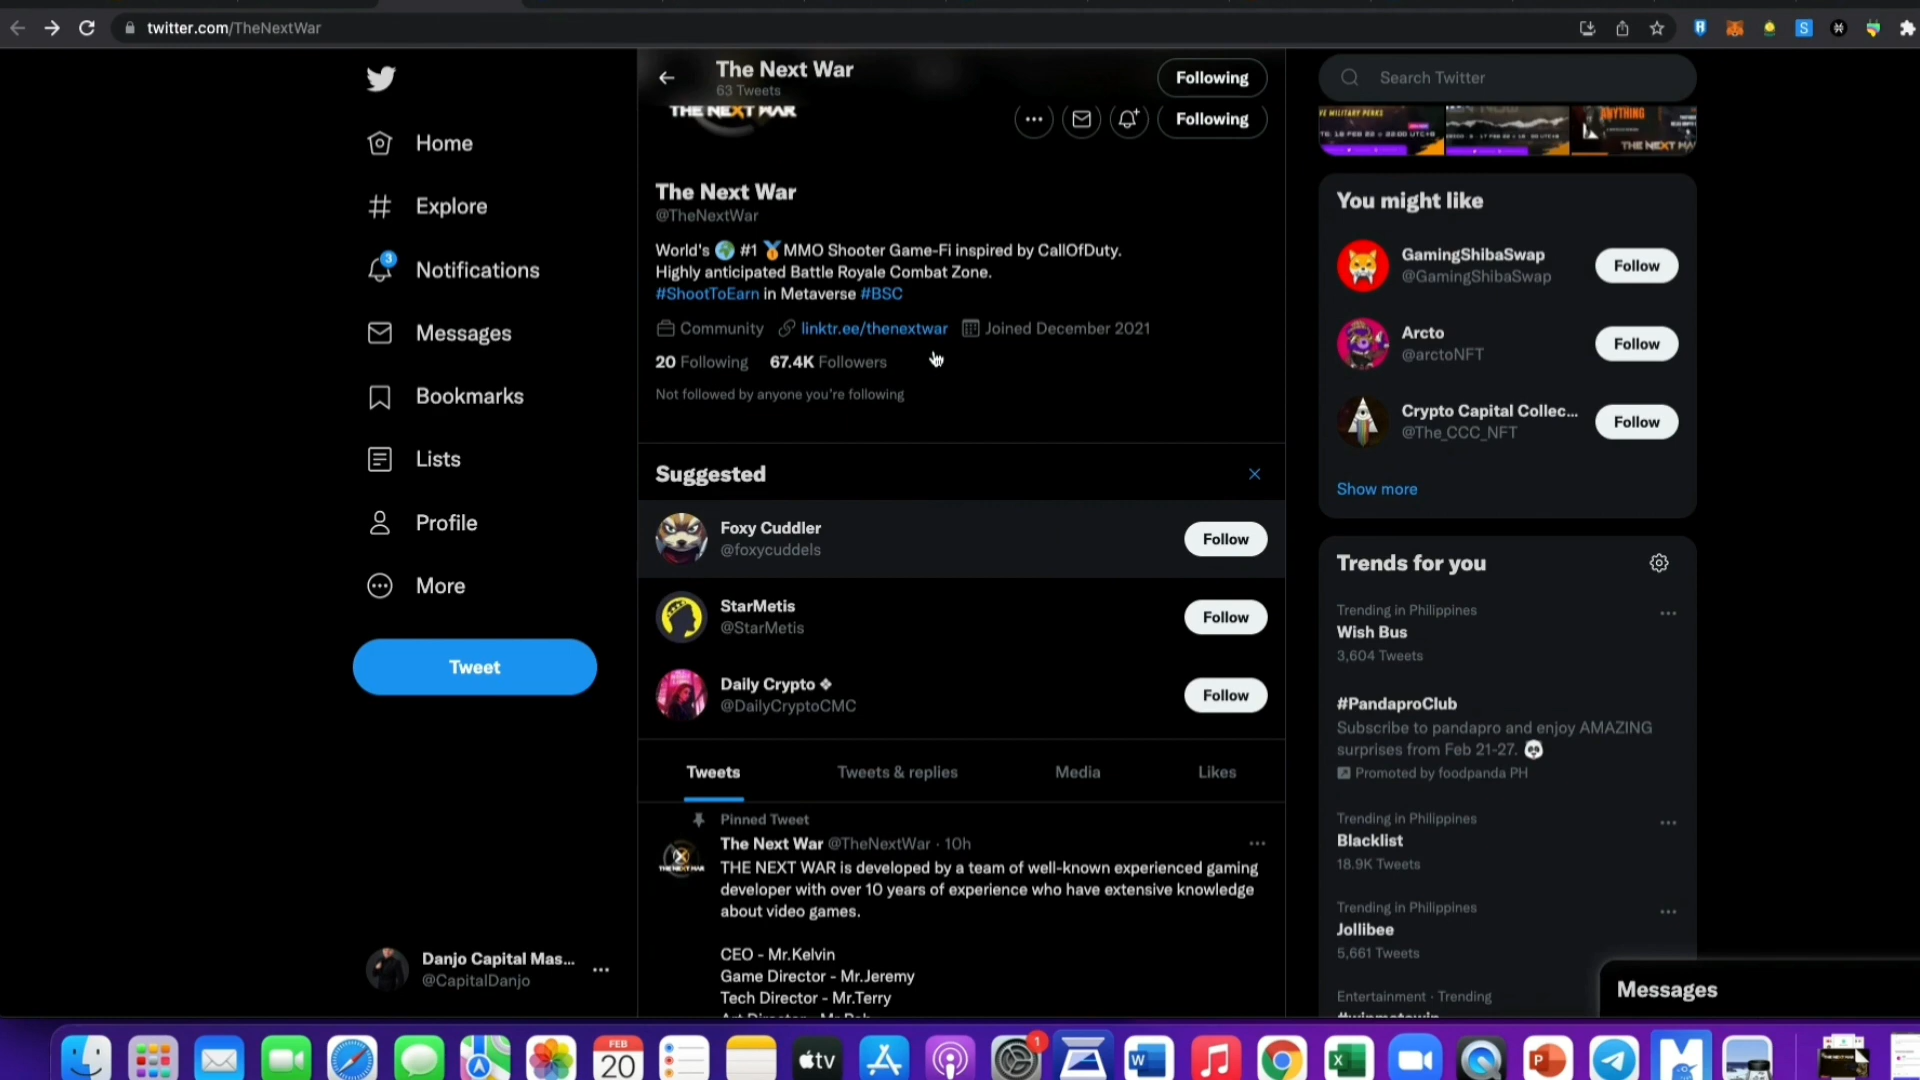 twitter.com/TheNextWar
Home
Explore
3
Notifications
Messages
Bookmarks
Lists
Profile
More
Tweet
Danjo Capital Mas...
@CapitalDanjo
The Next War
63 Tweets
Following
THE NEXT WAR
Following
The Next War
@TheNextWar
World's 🌍 #1 🥇MMO Shooter Game-Fi inspired by CallOfDuty.
Highly anticipated Battle Royale Combat Zone.
#ShootToEarn in Metaverse #BSC
Community linktr.ee/thenextwar Joined December 2021
20 Following 67.4K Followers
Not followed by anyone you're following
Suggested
Foxy Cuddler
@foxycuddels
Follow
StarMetis
@StarMetis
Follow
Daily Crypto ❖
@DailyCryptoCMC
Follow
Tweets Tweets & replies Media Likes
Pinned Tweet
The Next War @TheNextWar · 10h
THE NEXT WAR is developed by a team of well-known experienced gaming
developer with over 10 years of experience who have extensive knowledge
about video games.
CEO - Mr.Kelvin
Game Director - Mr.Jeremy
Tech Director - Mr.Terry
Search Twitter
You might like
GamingShibaSwap
@GamingShibaSwap
Follow
Arcto
@arctoNFT
Follow
Crypto Capital Collec...
@The_CCC_NFT
Follow
Show more
Trends for you
Trending in Philippines
Wish Bus
3,604 Tweets
#PandaproClub
Subscribe to pandapro and enjoy AMAZING
surprises from Feb 21-27. 🐼
Promoted by foodpanda PH
Trending in Philippines
Blacklist
18.9K Tweets
Trending in Philippines
Jollibee
5,661 Tweets
Entertainment · Trending
Messages
FEB
20
tv
1